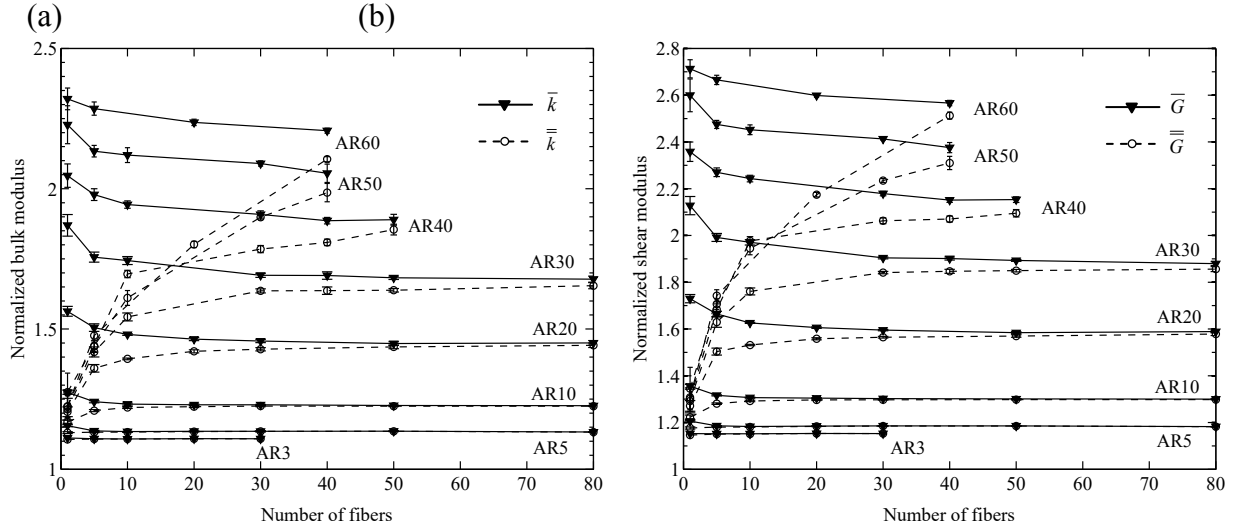 (a)
(b)
Normalized bulk modulus
2.5
2
1.5
1
k̄
k̿
AR60
AR50
AR40
AR30
AR20
AR10
AR5
AR3
0 10 20 30 40 50 60 70 80
Number of fibers
Normalized shear modulus
2.8
2.6
2.4
2.2
2.0
1.8
1.6
1.4
1.2
1.0
G̅
G̿
AR60
AR50
AR40
AR30
AR20
AR10
AR5
AR3
0 10 20 30 40 50 60 70 80
Number of fibers